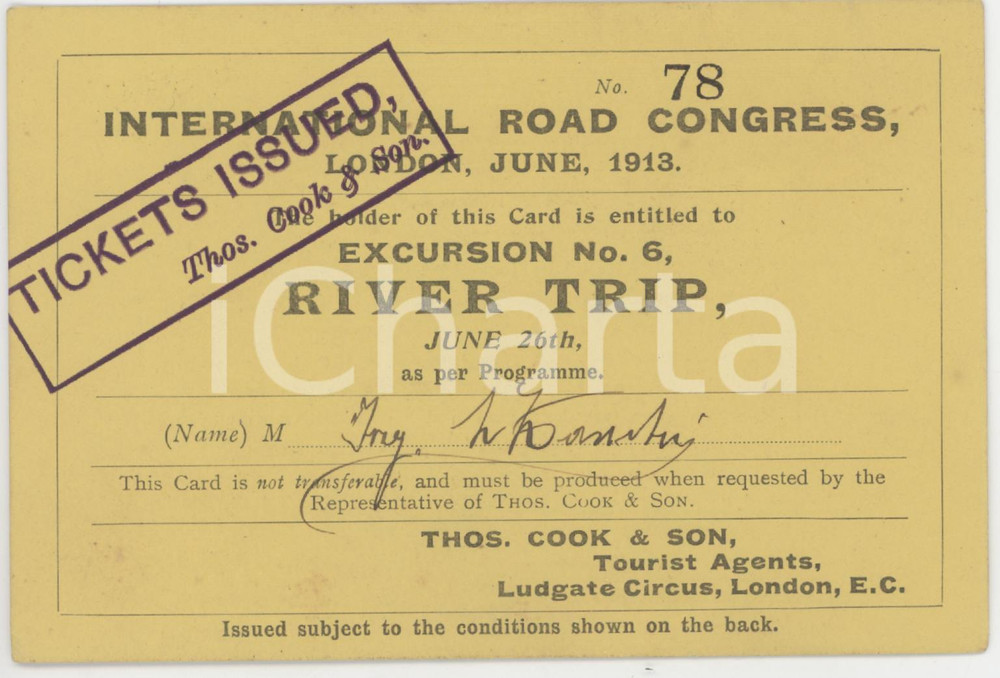 No. 78
INTERNATIONAL ROAD CONGRESS,
LONDON, JUNE, 1913.
TICKETS ISSUED,
Thos. Cook & Son.
The holder of this Card is entitled to
EXCURSION No. 6,
RIVER TRIP,
JUNE 26th,
as per Programme.
iCharta
(Name) M
This Card is not transferable, and must be produced when requested by the
Representative of THOS. COOK & SON.
THOS. COOK & SON,
Tourist Agents,
Ludgate Circus, London, E.C.
Issued subject to the conditions shown on the back.